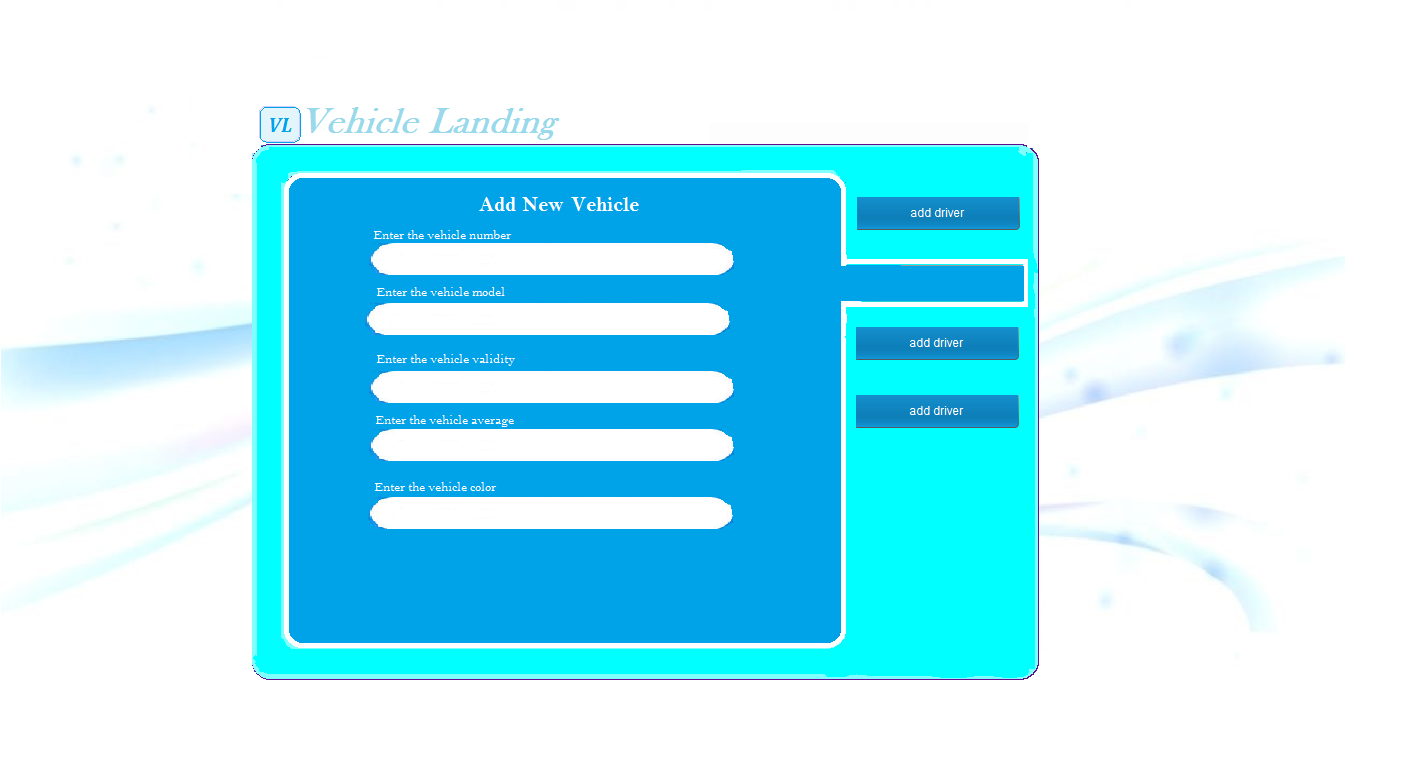 VL Vehicle Landing
Add New Vehicle
Enter the vehicle number
Enter the vehicle model
Enter the vehicle validity
Enter the vehicle average
Enter the vehicle color
add driver
add driver
add driver